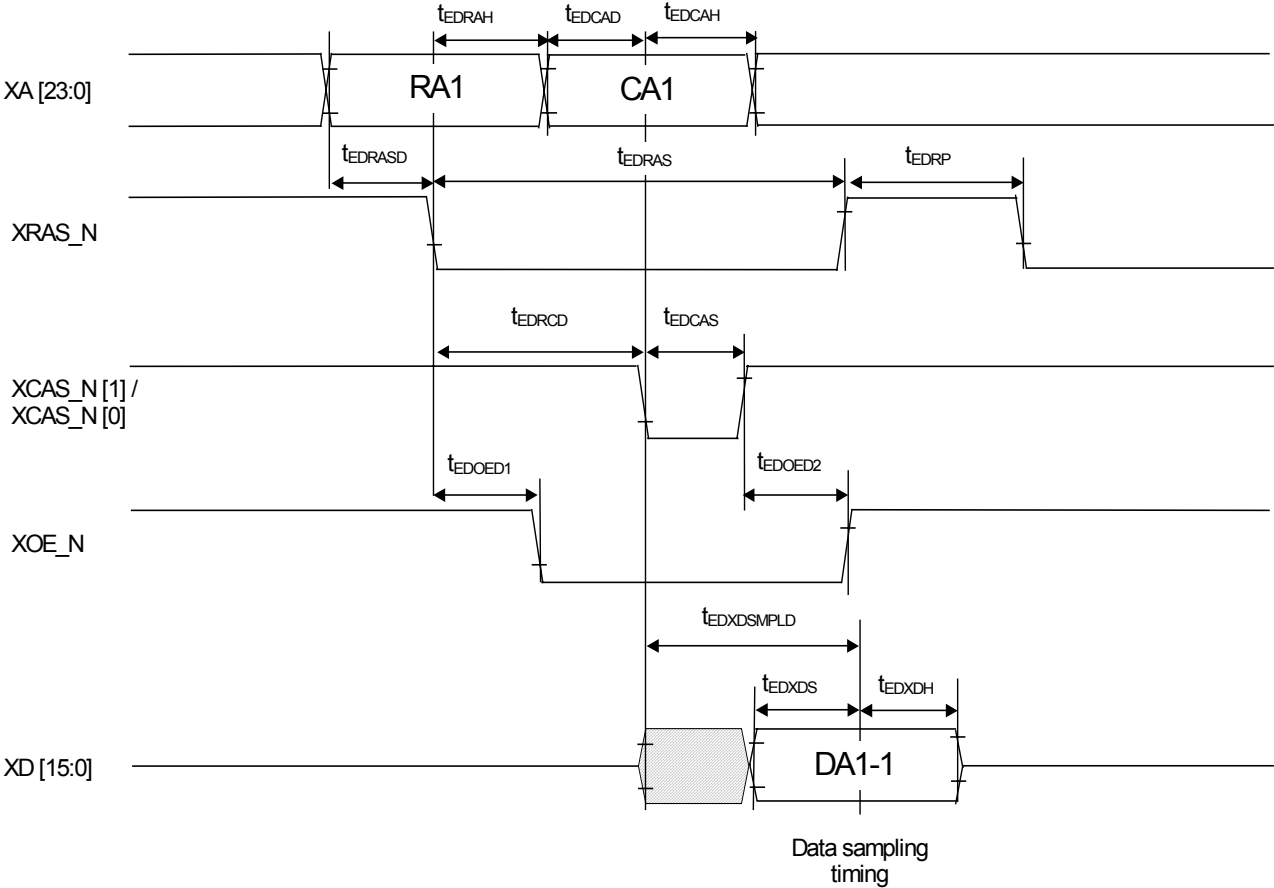 tEDRAH tEDCAD tEDCAH
XA [23:0] RA1 CA1
tEDRASD tEDRAS tEDRP
XRAS_N
tEDRCD tEDCAS
XCAS_N [1] /
XCAS_N [0]
tEDOED1 tEDOED2
XOE_N
tEDXDSMPLD
tEDXDS tEDXDH
XD [15:0] DA1-1
Data sampling
timing